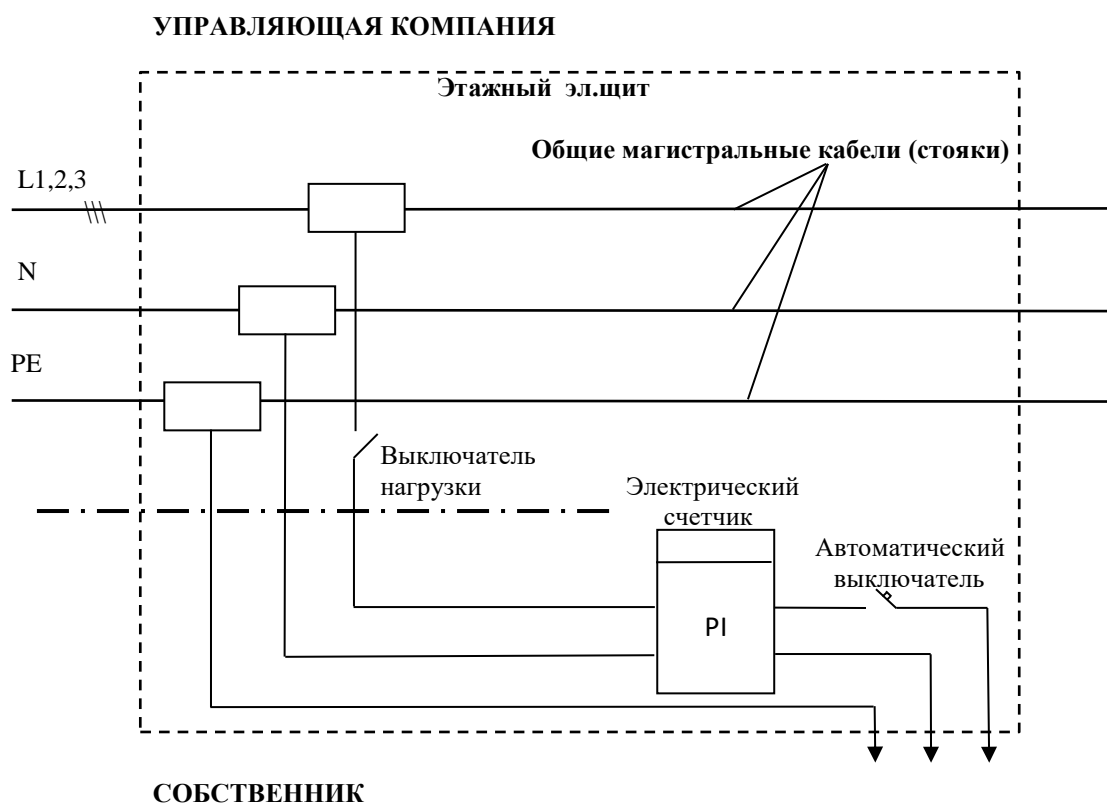 УПРАВЛЯЮЩАЯ КОМПАНИЯ
Этажный эл.щит
Общие магистральные кабели (стояки)
L1,2,3
N
PE
Выключатель
нагрузки
Электрический
счетчик
Автоматический
выключатель
PI
СОБСТВЕННИК